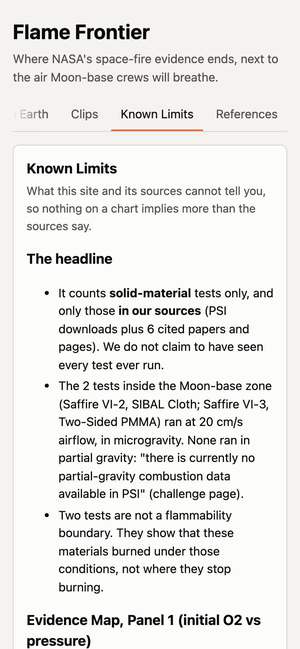 Flame Frontier
Where NASA's space-fire evidence ends, next to
the air Moon-base crews will breathe.
Earth Clips Known Limits References
Known Limits
What this site and its sources cannot tell you,
so nothing on a chart implies more than the
sources say.
The headline
• It counts solid-material tests only, and
only those in our sources (PSI
downloads plus 6 cited papers and
pages). We do not claim to have seen
every test ever run.
• The 2 tests inside the Moon-base zone
(Saffire VI-2, SIBAL Cloth; Saffire VI-3,
Two-Sided PMMA) ran at 20 cm/s
airflow, in microgravity. None ran in
partial gravity: "there is currently no
partial-gravity combustion data
available in PSI" (challenge page).
• Two tests are not a flammability
boundary. They show that these
materials burned under those
conditions, not where they stop
burning.
Evidence Map, Panel 1 (initial O2 vs
pressure)